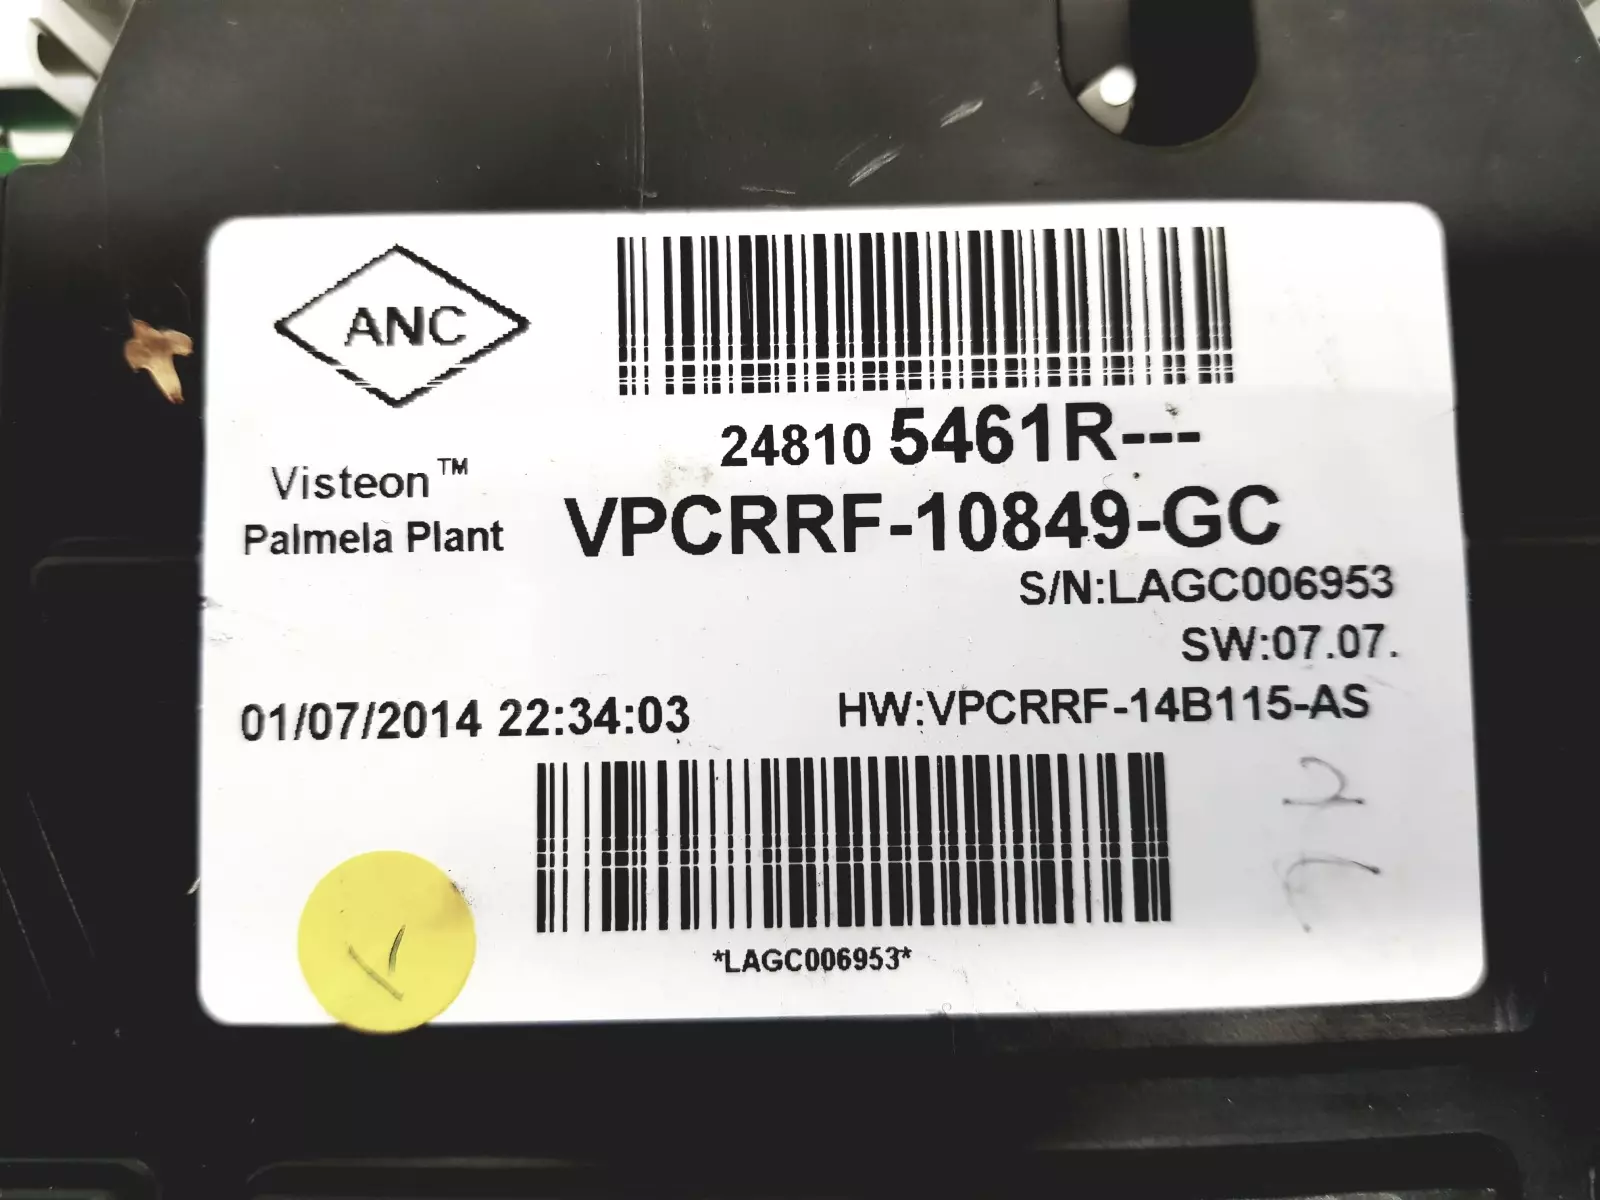 ANC
Visteon™
Palmela Plant
24810 5461R---
VPCRRF-10849-GC
S/N:LAGC006953
SW:07.07.
01/07/2014 22:34:03
HW:VPCRRF-14B115-AS
*LAGC006953*